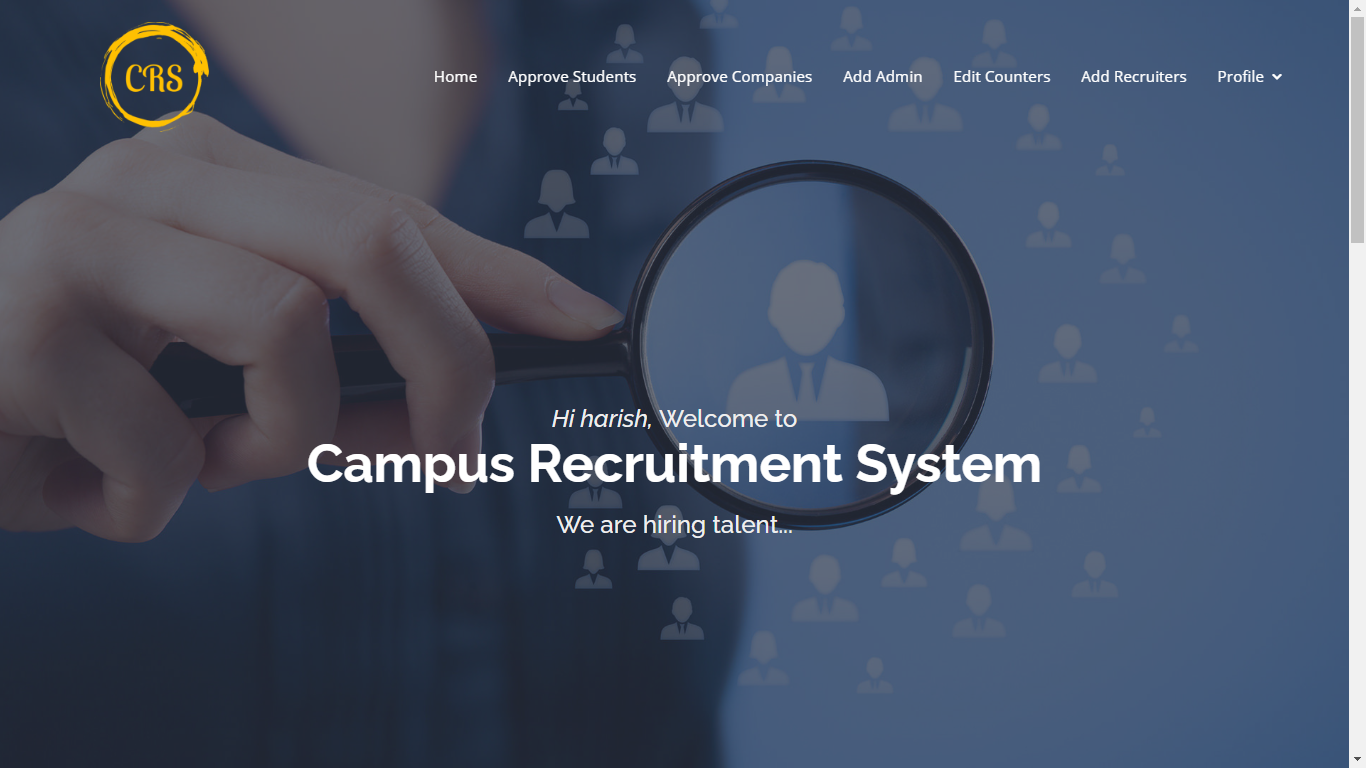 CRS
Home Approve Students Approve Companies Add Admin Edit Counters Add Recruiters Profile
Hi harish, Welcome to
Campus Recruitment System
We are hiring talent...